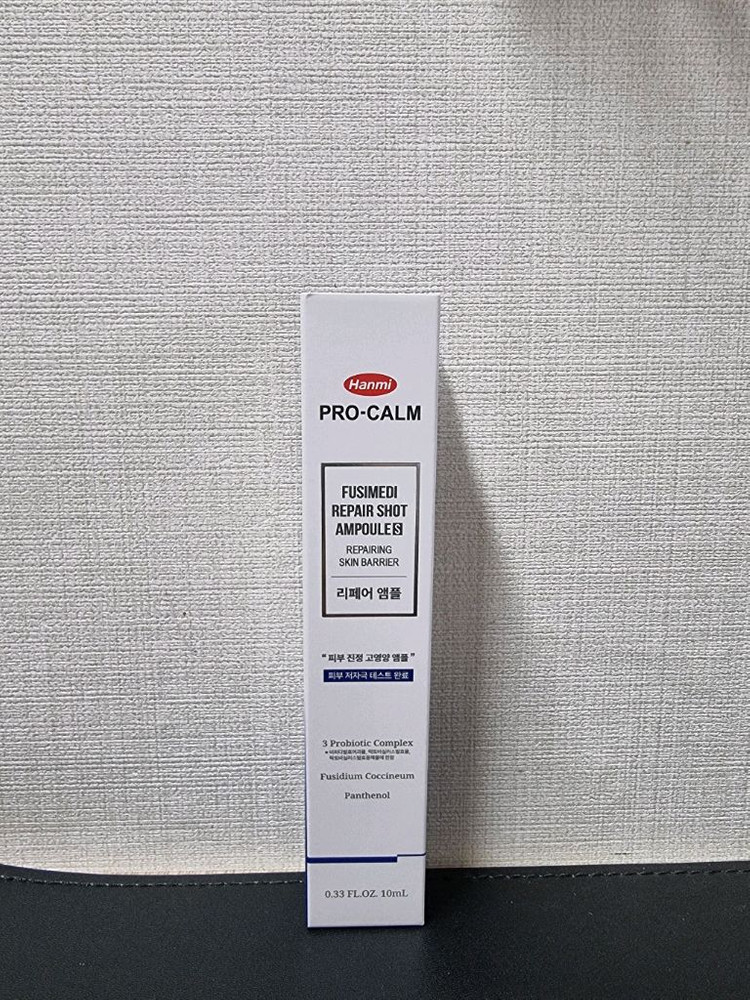 Hanmi
PRO-CALM
FUSIMEDI
REPAIR SHOT
AMPOULE S
REPAIRING
SKIN BARRIER
리페어 앰플
“ 피부 진정 고영양 앰플 ”
피부 저자극 테스트 완료
3 Probiotic Complex
Fusidium Coccineum
Panthenol
0.33 FL.OZ. 10mL